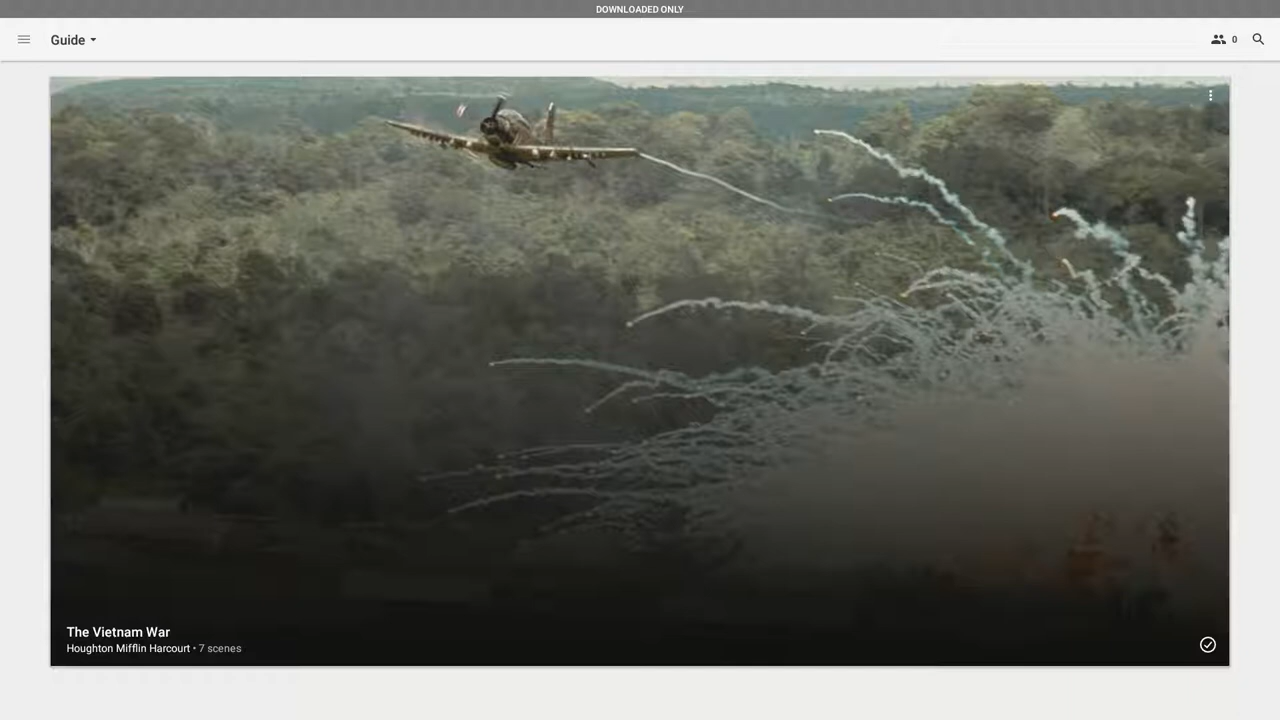 DOWNLOADED ONLY
Guide
0
The Vietnam War
Houghton Mifflin Harcourt • 7 scenes